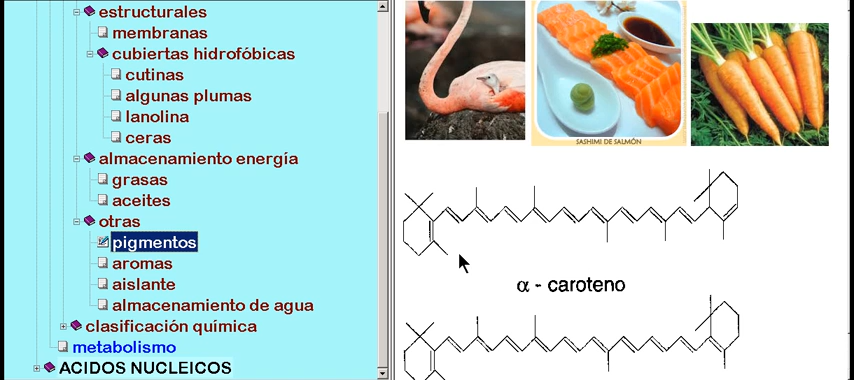 estructurales
membranas
cubiertas hidrofóbicas
cutinas
algunas plumas
lanolina
ceras
almacenamiento energía
grasas
aceites
otras
pigmentos
aromas
aislante
almacenamiento de agua
clasificación química
metabolismo
ACIDOS NUCLEICOS
SASHIMI DE SALMÓN
α - caroteno